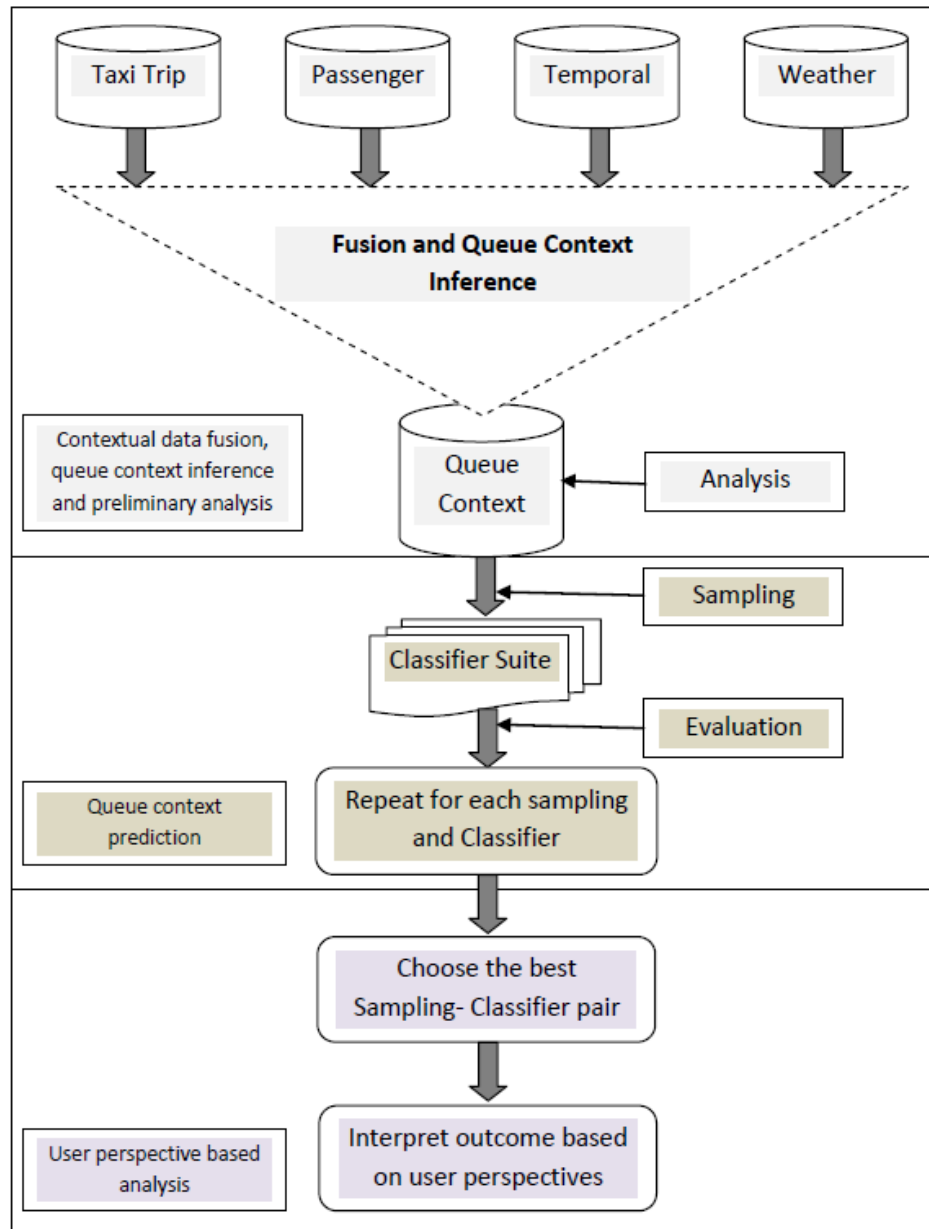 Taxi Trip
Passenger
Temporal
Weather
Fusion and Queue Context
Inference
Contextual data fusion,
queue context inference
and preliminary analysis
Queue
Context
Analysis
Sampling
Classifier Suite
Evaluation
Queue context
prediction
Repeat for each sampling
and Classifier
Choose the best
Sampling- Classifier pair
User perspective based
analysis
Interpret outcome based
on user perspectives